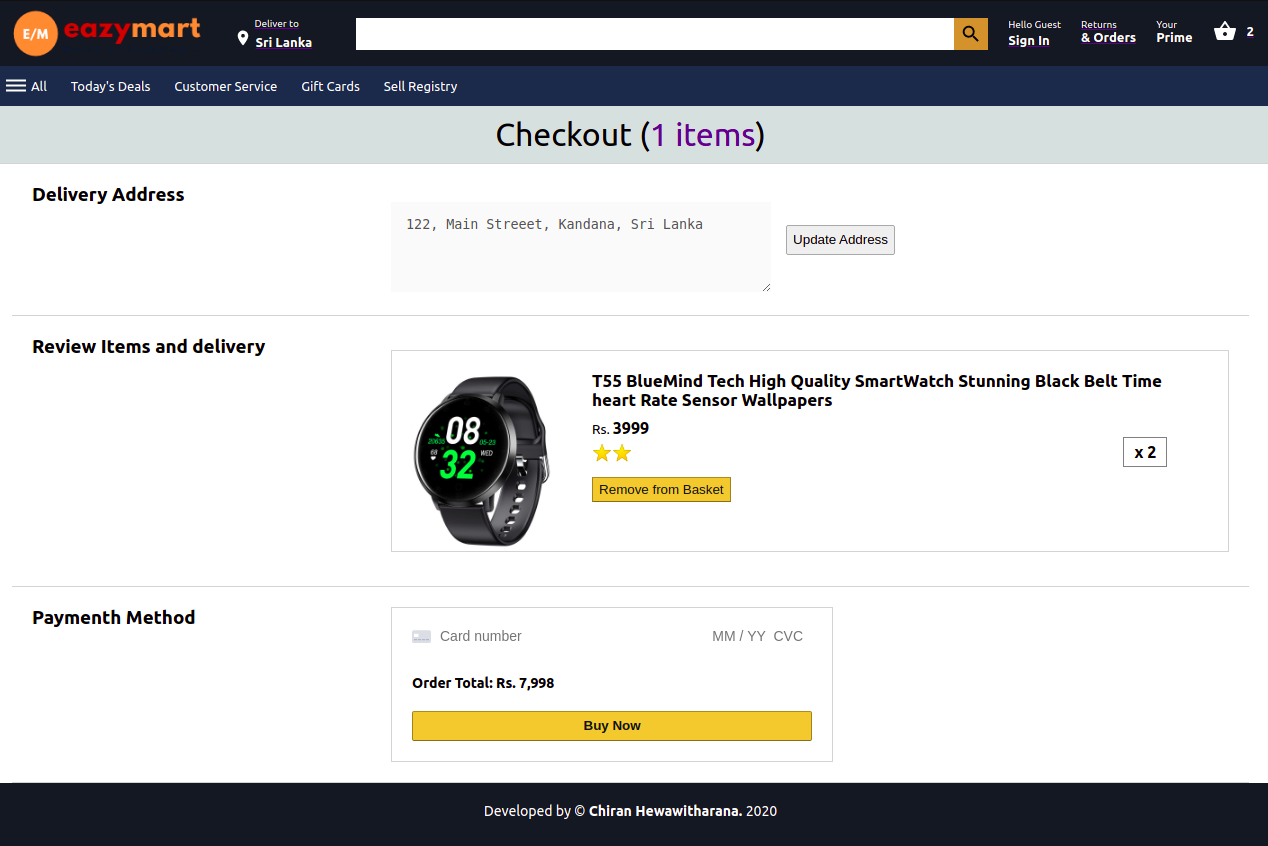 E/M eazymart
Deliver to
Sri Lanka
Hello Guest
Sign In
Returns
& Orders
Your
Prime
2
All Today's Deals Customer Service Gift Cards Sell Registry
Checkout (1 items)
Delivery Address
122, Main Streeet, Kandana, Sri Lanka
Update Address
Review Items and delivery
08
20635 05-23
68 WED
32
T55 BlueMind Tech High Quality SmartWatch Stunning Black Belt Time
heart Rate Sensor Wallpapers
Rs. 3999
x 2
Remove from Basket
Paymenth Method
Card number MM / YY CVC
Order Total: Rs. 7,998
Buy Now
Developed by © Chiran Hewawitharana. 2020